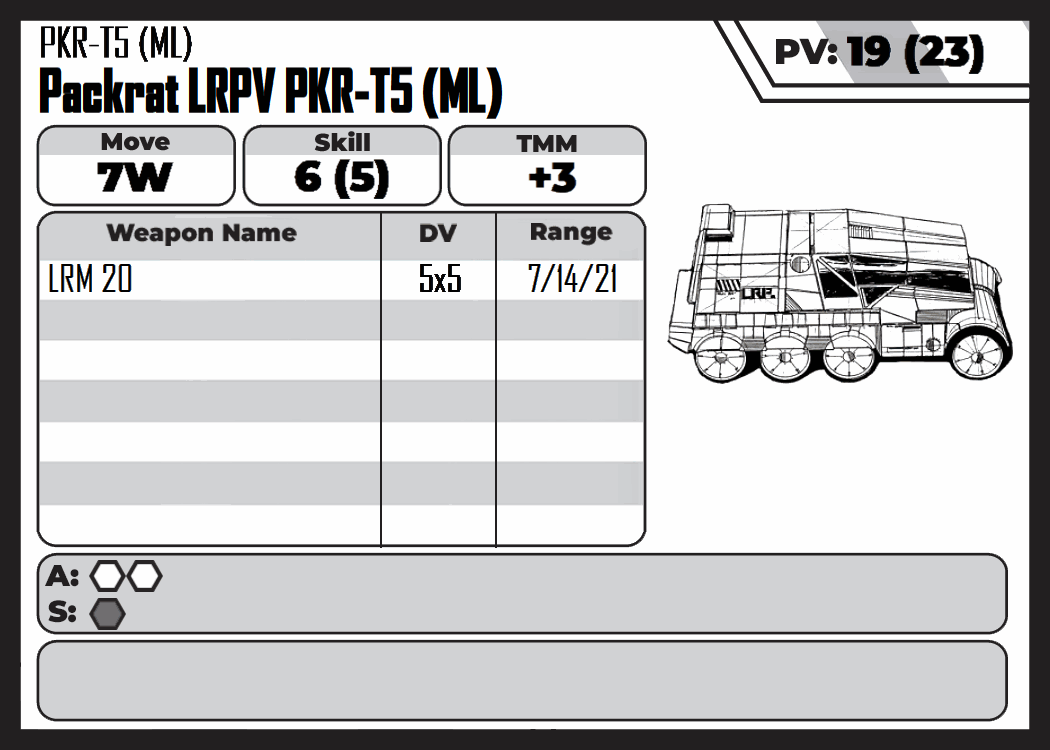 PKR-T5 (ML)
Packrat LRPV PKR-T5 (ML)
PV: 19 (23)
Move Skill TMM
7W 6 (5) +3
Weapon Name DV Range
LRM 20 5x5 7/14/21
LRP.
A:
S: